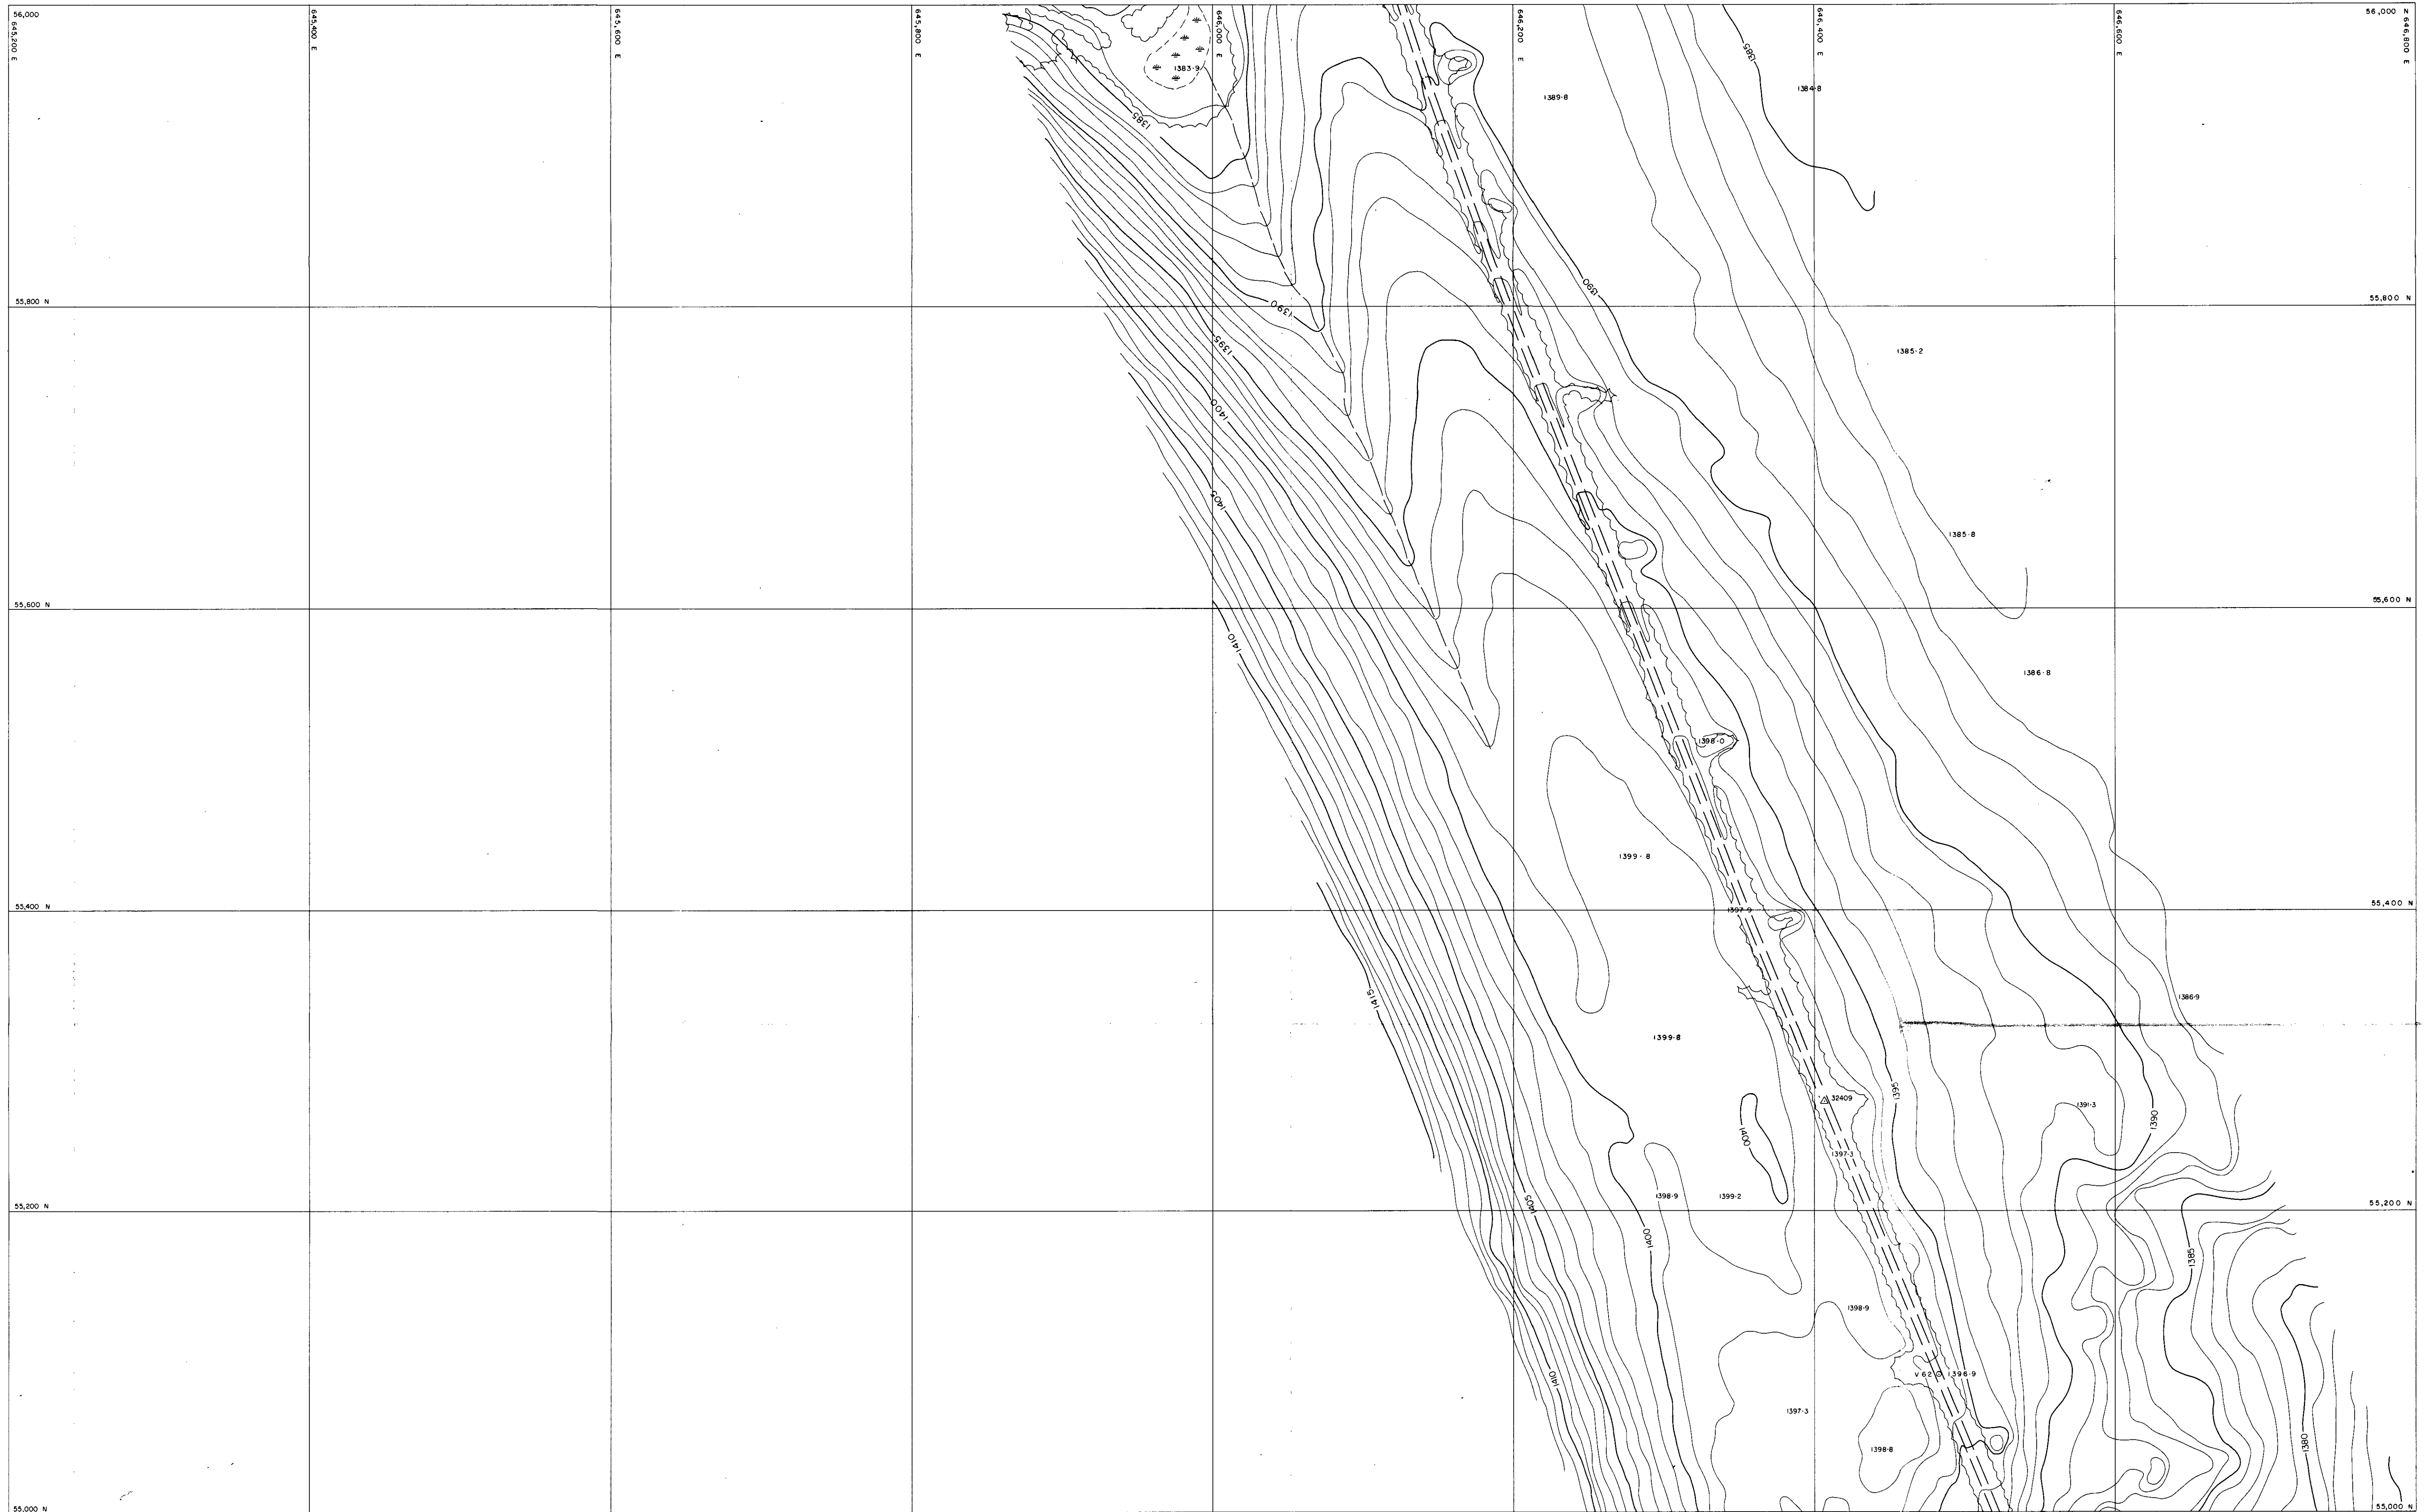 56,000
645,200 E
645,400 E
645,600 E
645,800 E
646,000 E
646,200 E
646,400 E
646,600 E
56,000 N
646,800 E
1385
1383.9
1389.8
1384.8
1385
1390
55,800 N
1390
55,800 N
1395
1385.2
1400
1405
1385.8
55,600 N
55,600 N
1410
1386.8
1398.0
1399.8
55,400 N
1397.9
55,400 N
1415
1386.9
1399.8
1395
32409
1391.3
1390
1400
1397.3
1405
1398.9
1399.2
55,200 N
55,200 N
1400
1385
1398.9
1410
V 62
1396.9
1397.3
1398.8
1380
55,000 N
55,000 N